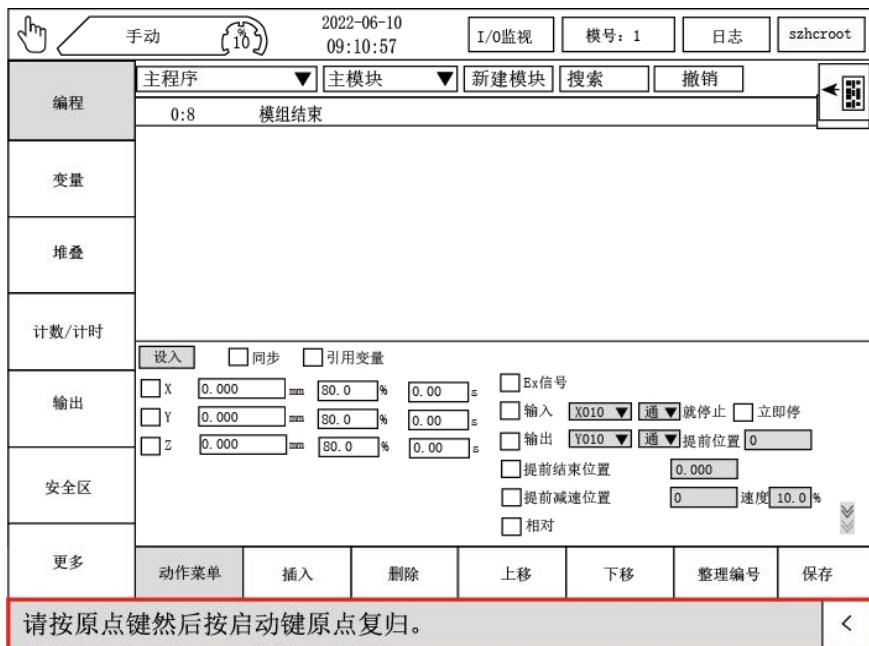 手动 % 10 2022-06-10 09:10:57 I/0监视 模号：1 日志 szhcroot
编程 主程序 主模块 新建模块 搜索 撤销
0:8 模组结束
变量
堆叠
计数/计时
输出
安全区
更多
设入 同步 引用变量
X 0.000 mm 80.0 % 0.00 s
Y 0.000 mm 80.0 % 0.00 s
Z 0.000 mm 80.0 % 0.00 s
Ex信号
输入 X010 通 就停止 立即停
输出 Y010 通 提前位置 0
提前结束位置 0.000
提前减速位置 0 速度 10.0 %
相对
动作菜单 插入 删除 上移 下移 整理编号 保存
请按原点键然后按启动键原点复归。